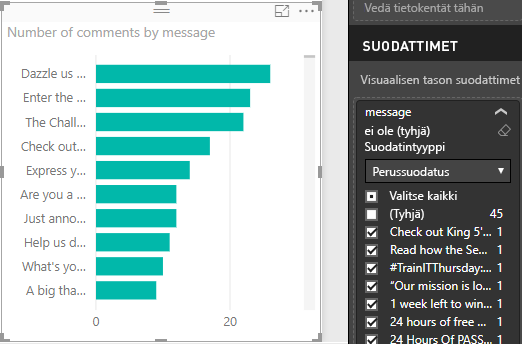 Number of comments by message
Dazzle us ...
Enter the ...
The Chall...
Check out...
Express y...
Are you a ...
Just anno...
Help us d...
What's yo...
A big tha...
0 20
Vedä tietokentät tähän
SUODATTIMET
Visuaalisen tason suodattimet
message
ei ole (tyhjä)
Suodatintyyppi
Perussuodatus
Valitse kaikki
(Tyhjä) 45
Check out King 5'... 1
Read how the Se... 1
#TrainITThursday:... 1
"Our mission is lo... 1
1 week left to win... 1
24 hours of free ... 1
24 Hours Of PASS... 1